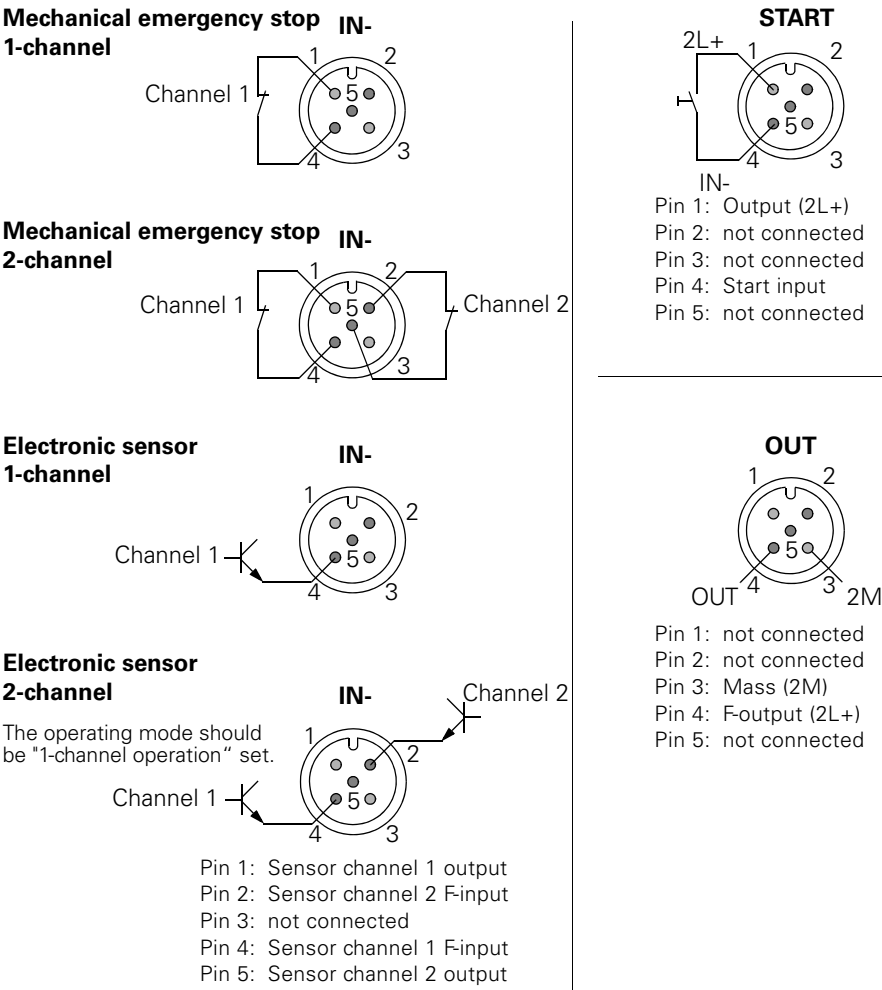 Mechanical emergency stop
1-channel
IN-
1
2
Channel 1
5
4
3
Mechanical emergency stop
2-channel
IN-
1
2
Channel 1
5
Channel 2
4
3
Electronic sensor
1-channel
IN-
1
2
Channel 1
5
4
3
Electronic sensor
2-channel
IN-
Channel 2
The operating mode should
be "1-channel operation“ set.
1
2
Channel 1
5
4
3
Pin 1: Sensor channel 1 output
Pin 2: Sensor channel 2 F-input
Pin 3: not connected
Pin 4: Sensor channel 1 F-input
Pin 5: Sensor channel 2 output
START
2L+
1
2
5
4
3
IN-
Pin 1: Output (2L+)
Pin 2: not connected
Pin 3: not connected
Pin 4: Start input
Pin 5: not connected
OUT
1
2
5
4
3
OUT
2M
Pin 1: not connected
Pin 2: not connected
Pin 3: Mass (2M)
Pin 4: F-output (2L+)
Pin 5: not connected